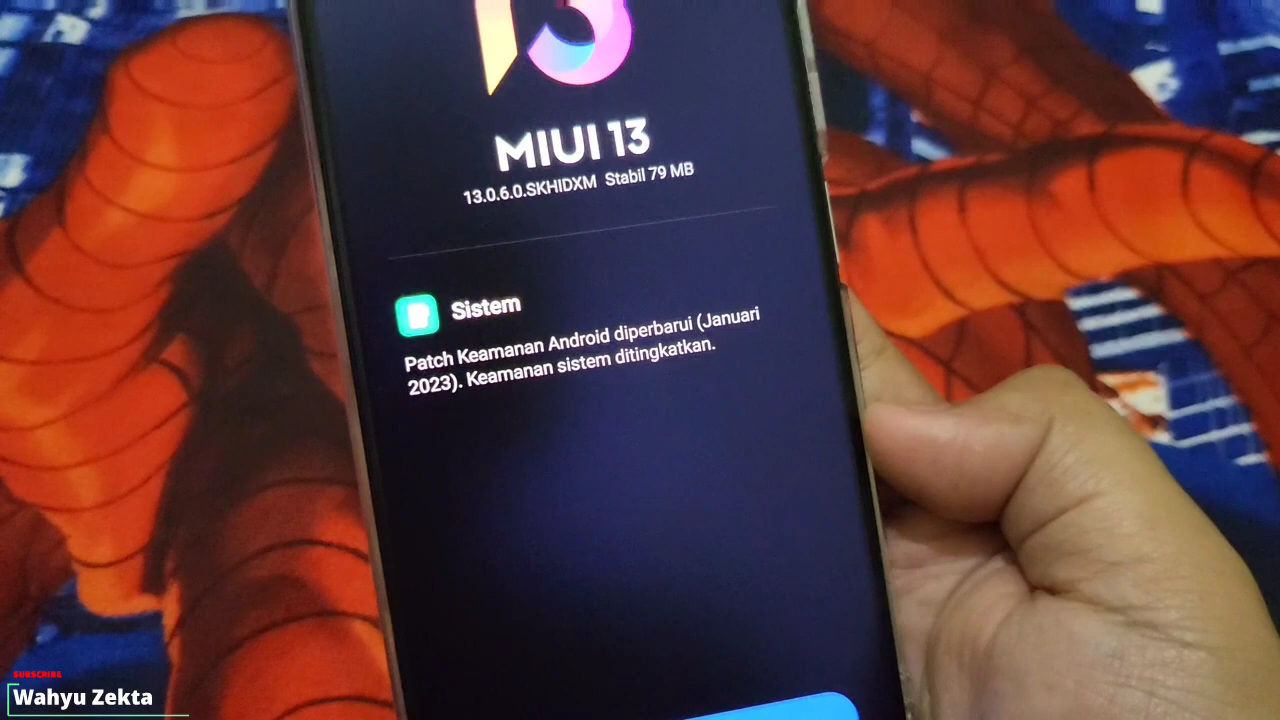 13
MIUI 13
13.0.6.0.SKHIDXM Stabil 79 MB
Sistem
Patch Keamanan Android diperbarui (Januari
2023). Keamanan sistem ditingkatkan.
SUBSCRIBE
Wahyu Zekta